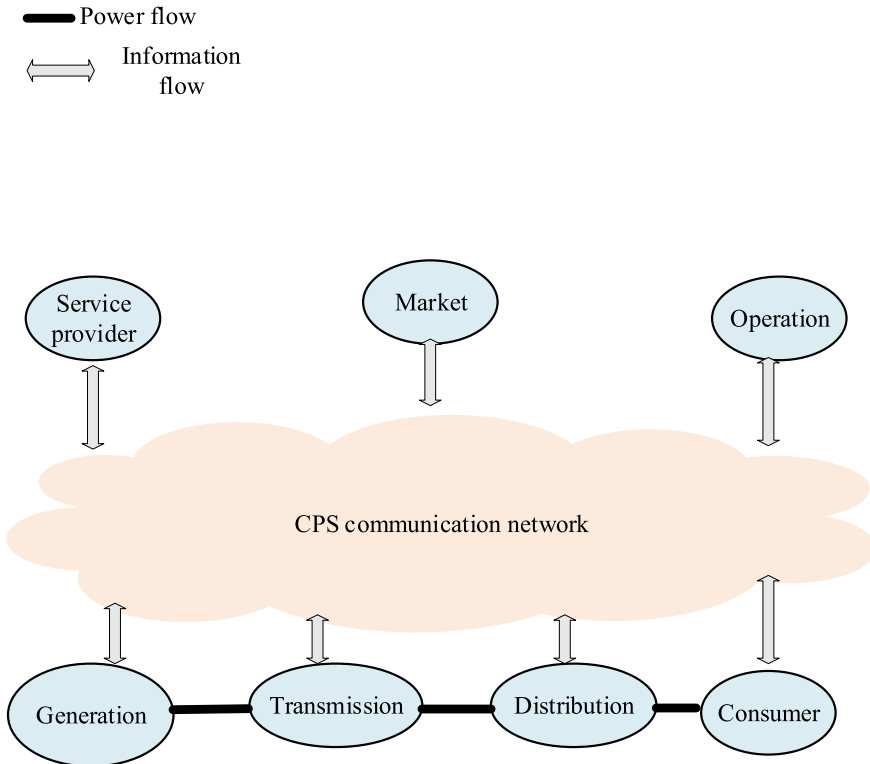 Power flow
Information
flow
Service
provider
Market
Operation
CPS communication network
Generation
Transmission
Distribution
Consumer